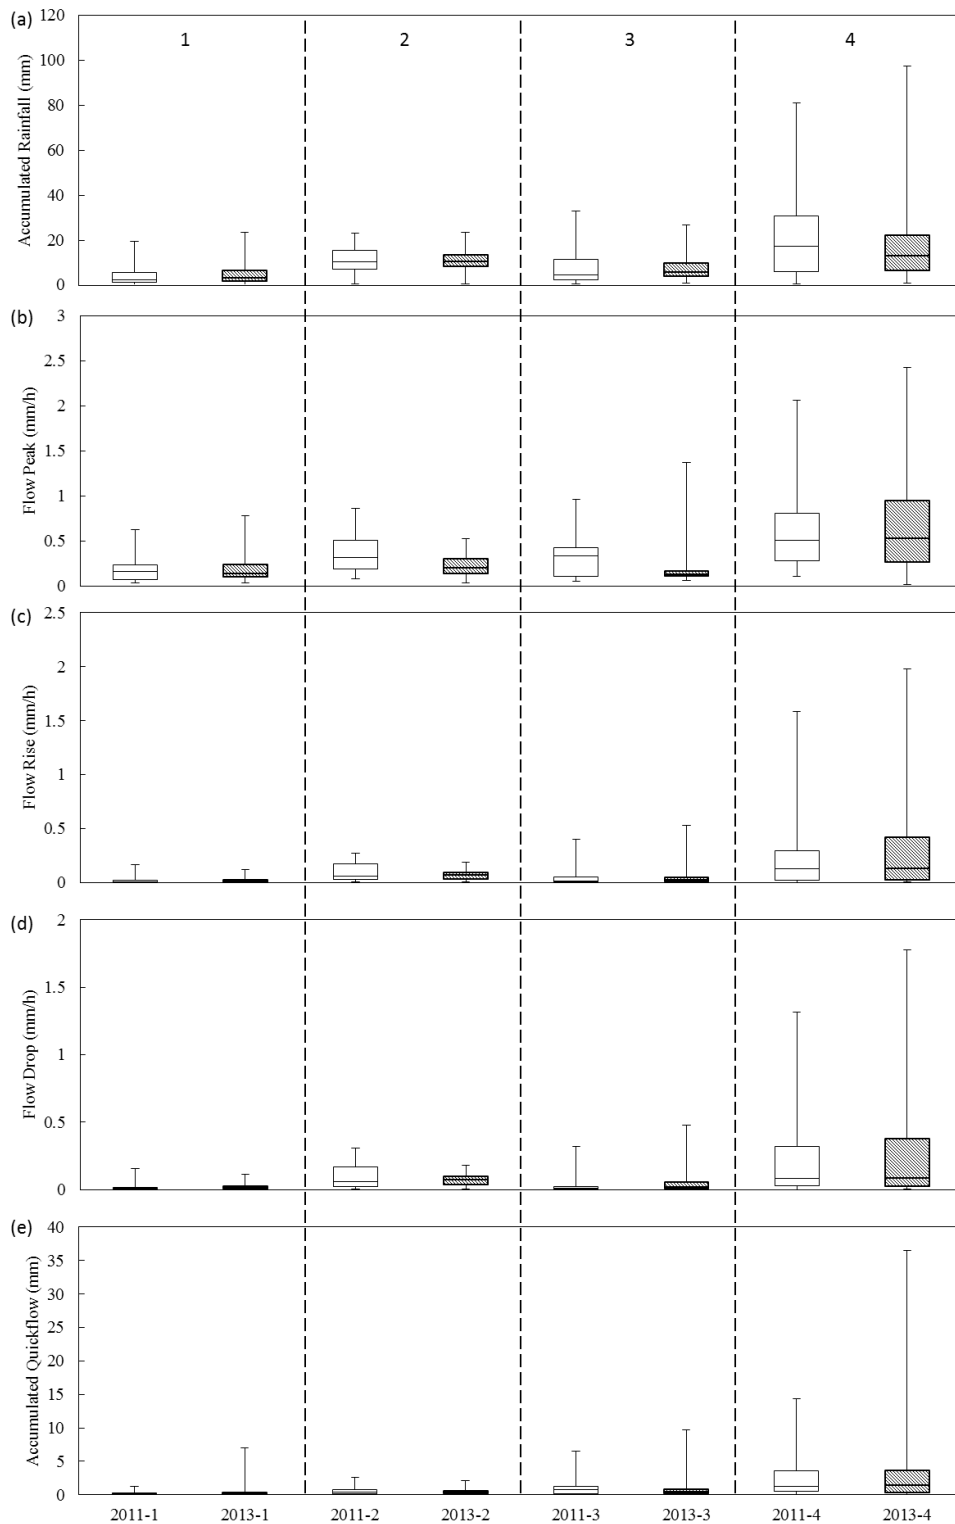 (a)
1 2 3 4
Accumulated Rainfall (mm)
120
100
80
60
40
20
0
(b)
Flow Peak (mm/h)
3
2.5
2
1.5
1
0.5
0
(c)
Flow Rise (mm/h)
2.5
2
1.5
1
0.5
0
(d)
Flow Drop (mm/h)
2
1.5
1
0.5
0
(e)
Accumulated Quickflow (mm)
40
35
30
25
20
15
10
5
0
2011-1 2013-1 2011-2 2013-2 2011-3 2013-3 2011-4 2013-4